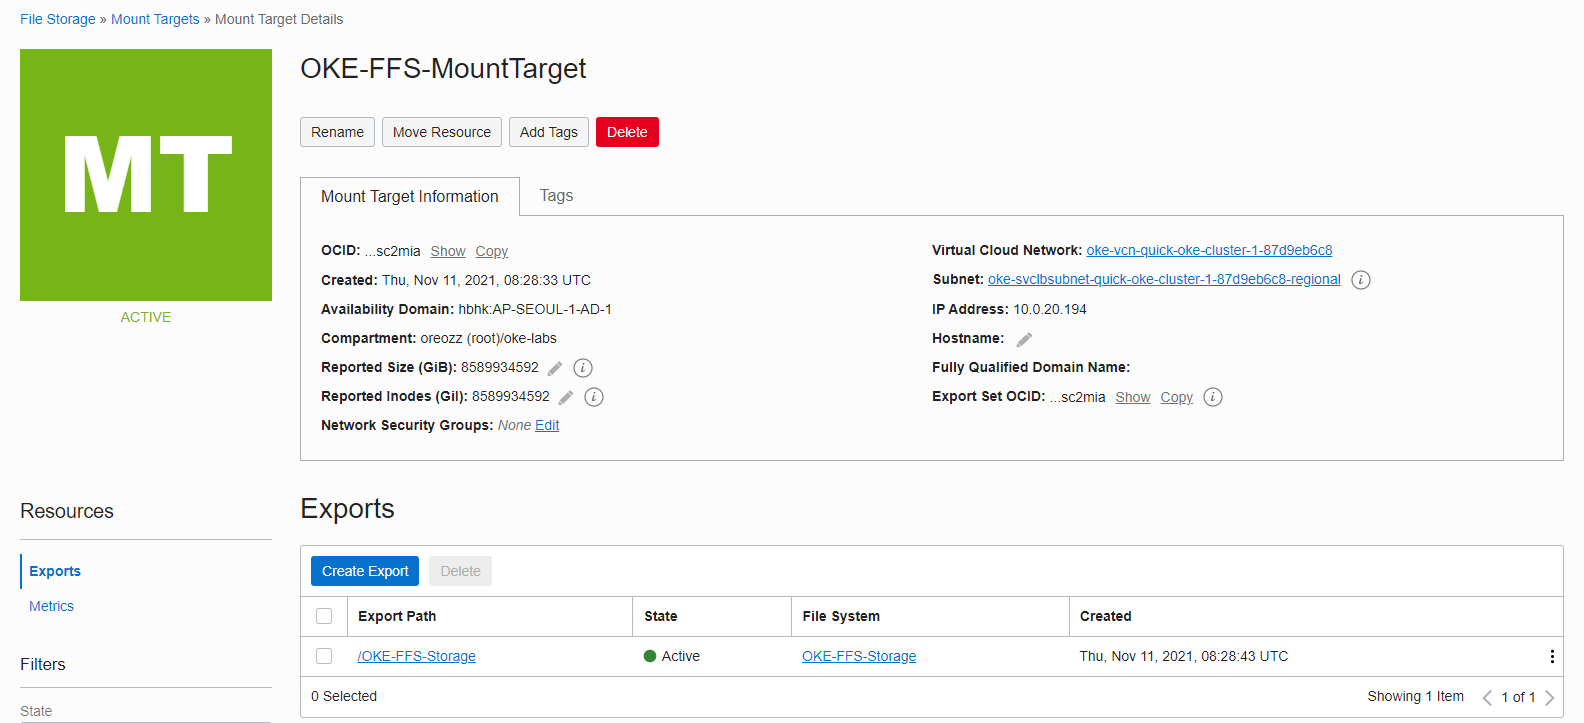 File Storage » Mount Targets » Mount Target Details
MT
ACTIVE
OKE-FFS-MountTarget
Rename Move Resource Add Tags Delete
Mount Target Information Tags
OCID: ...sc2mia Show Copy
Created: Thu, Nov 11, 2021, 08:28:33 UTC
Availability Domain: hbhk:AP-SEOUL-1-AD-1
Compartment: oreozz (root)/oke-labs
Reported Size (GiB): 8589934592
Reported Inodes (GiI): 8589934592
Network Security Groups: None Edit
Virtual Cloud Network: oke-vcn-quick-oke-cluster-1-87d9eb6c8
Subnet: oke-svclbsubnet-quick-oke-cluster-1-87d9eb6c8-regional
IP Address: 10.0.20.194
Hostname:
Fully Qualified Domain Name:
Export Set OCID: ...sc2mia Show Copy
Resources
Exports
Metrics
Filters
State
Exports
Create Export Delete
Export Path State File System Created
/OKE-FFS-Storage Active OKE-FFS-Storage Thu, Nov 11, 2021, 08:28:43 UTC
0 Selected Showing 1 Item < 1 of 1 >